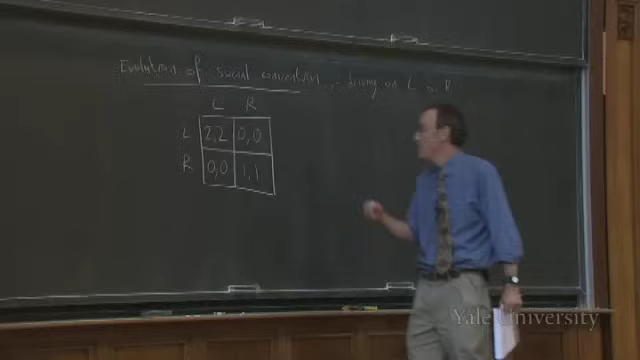 Evolution of social convention -- driving on L or R
L R
L 2,2 0,0
R 0,0 1,1
Yale University